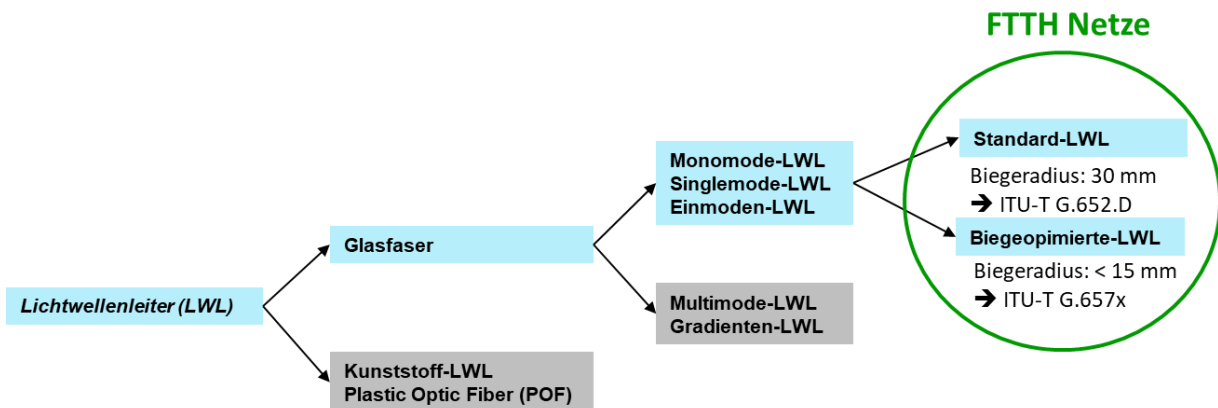 FTTH Netze
Standard-LWL
Biegeradius: 30 mm
➔ ITU-T G.652.D
Biegeopimierte-LWL
Biegeradius: < 15 mm
➔ ITU-T G.657x
Monomode-LWL
Singlemode-LWL
Einmoden-LWL
Multimode-LWL
Gradienten-LWL
Glasfaser
Kunststoff-LWL
Plastic Optic Fiber (POF)
Lichtwellenleiter (LWL)